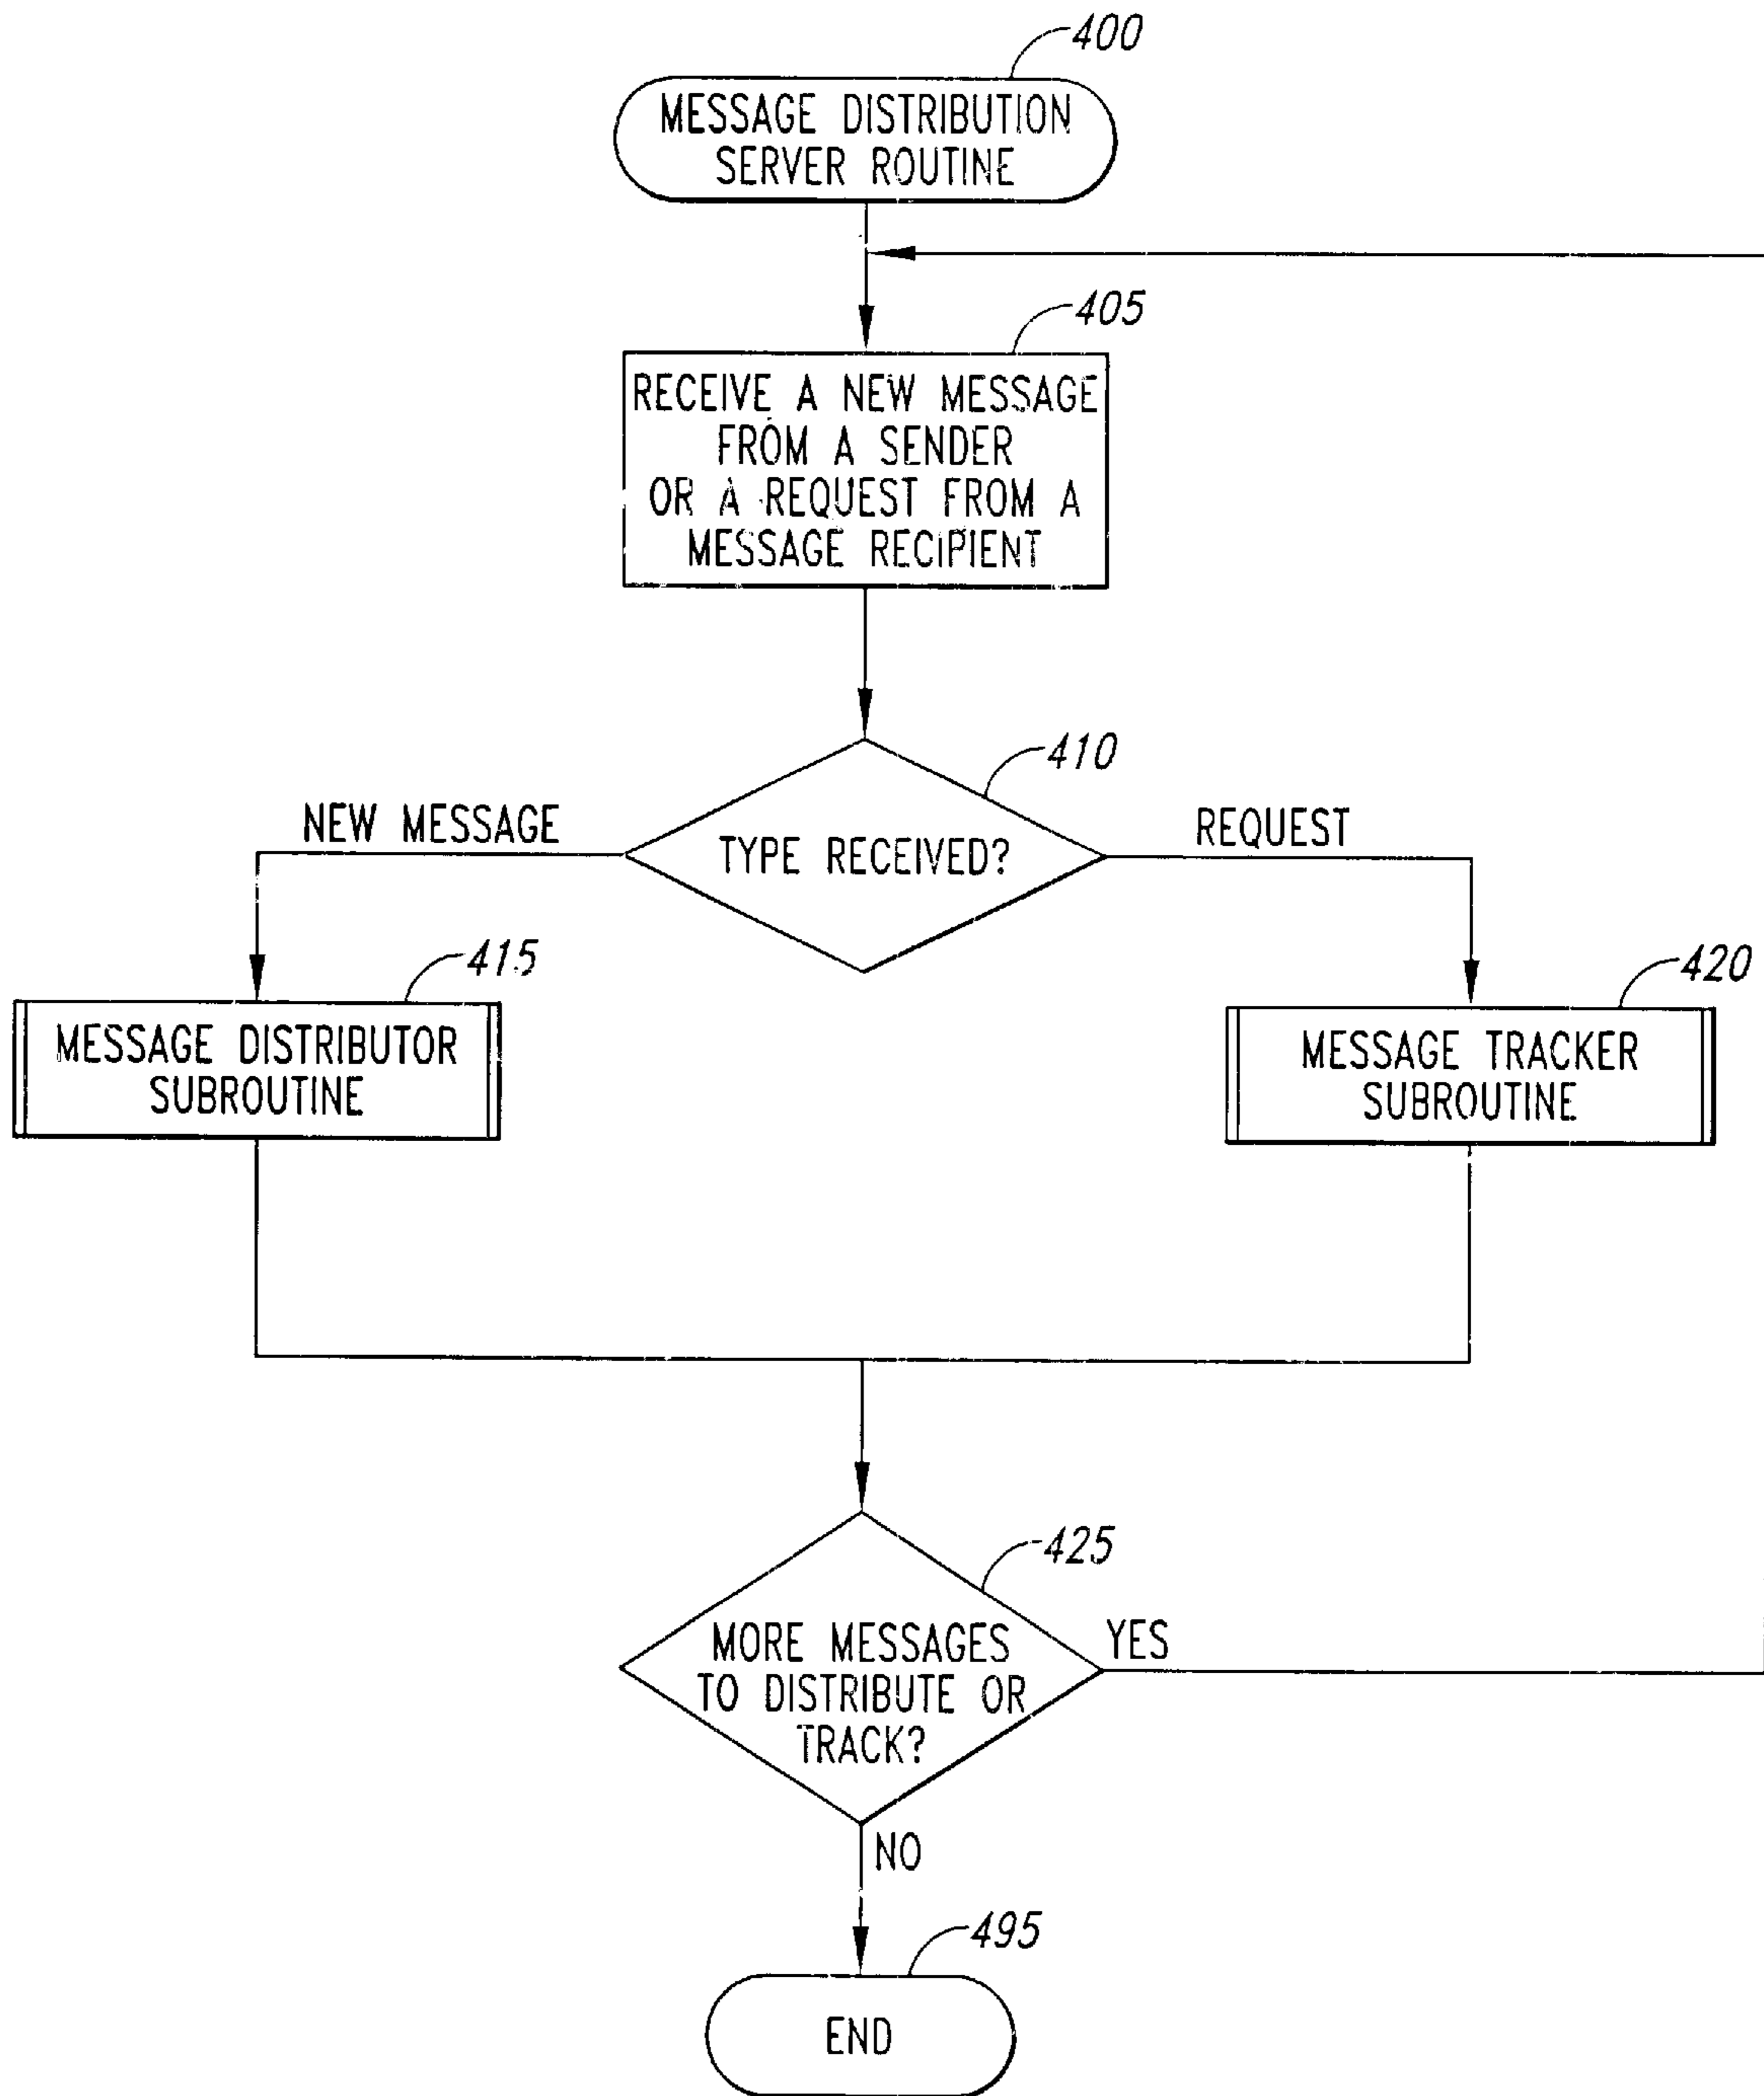 400
MESSAGE DISTRIBUTION
SERVER ROUTINE
405
RECEIVE A NEW MESSAGE
FROM A SENDER
OR A REQUEST FROM A
MESSAGE RECIPIENT
410
NEW MESSAGE
TYPE RECEIVED?
REQUEST
415
MESSAGE DISTRIBUTOR
SUBROUTINE
420
MESSAGE TRACKER
SUBROUTINE
425
MORE MESSAGES
TO DISTRIBUTE OR
TRACK?
YES
NO
495
END